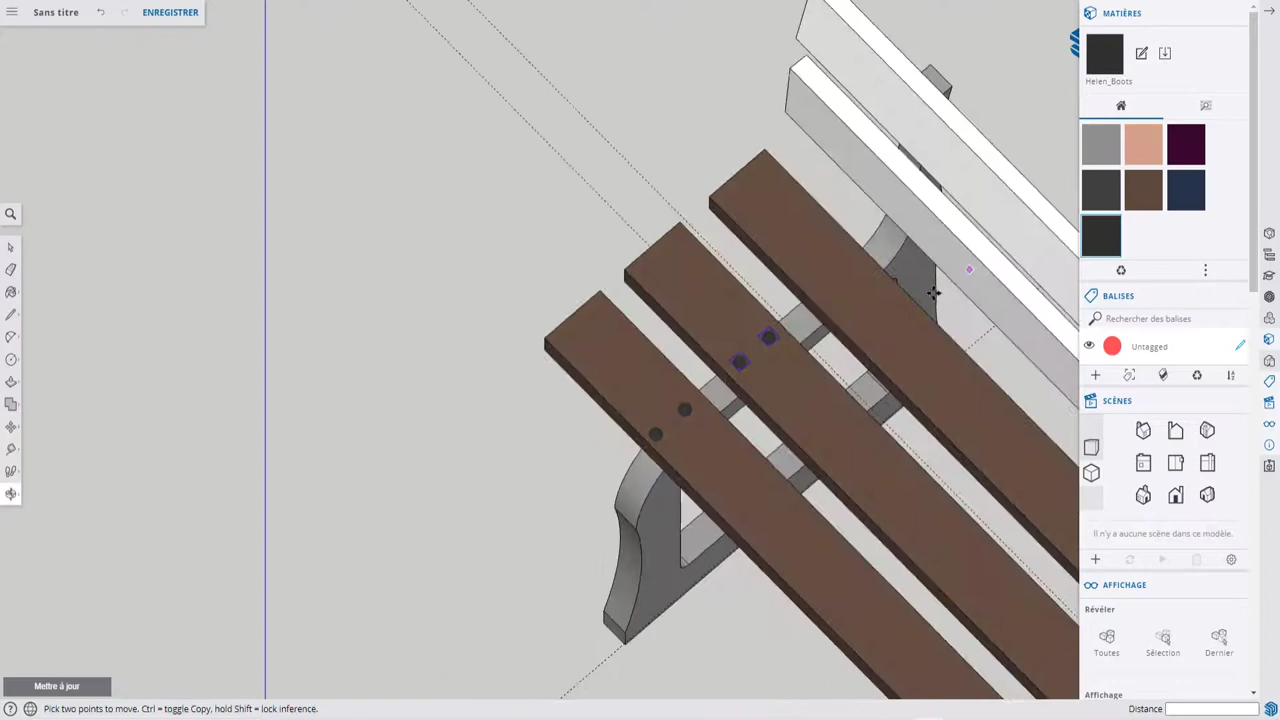 Sans titre
ENREGISTRER
MATIÈRES
Helen_Boots
BALISES
Rechercher des balises
Untagged
SCÈNES
Il n'y a aucune scène dans ce modèle.
AFFICHAGE
Révéler
Toutes
Sélection
Dernier
Affichage
Mettre à jour
Pick two points to move. Ctrl = toggle Copy, hold Shift = lock inference.
Distance